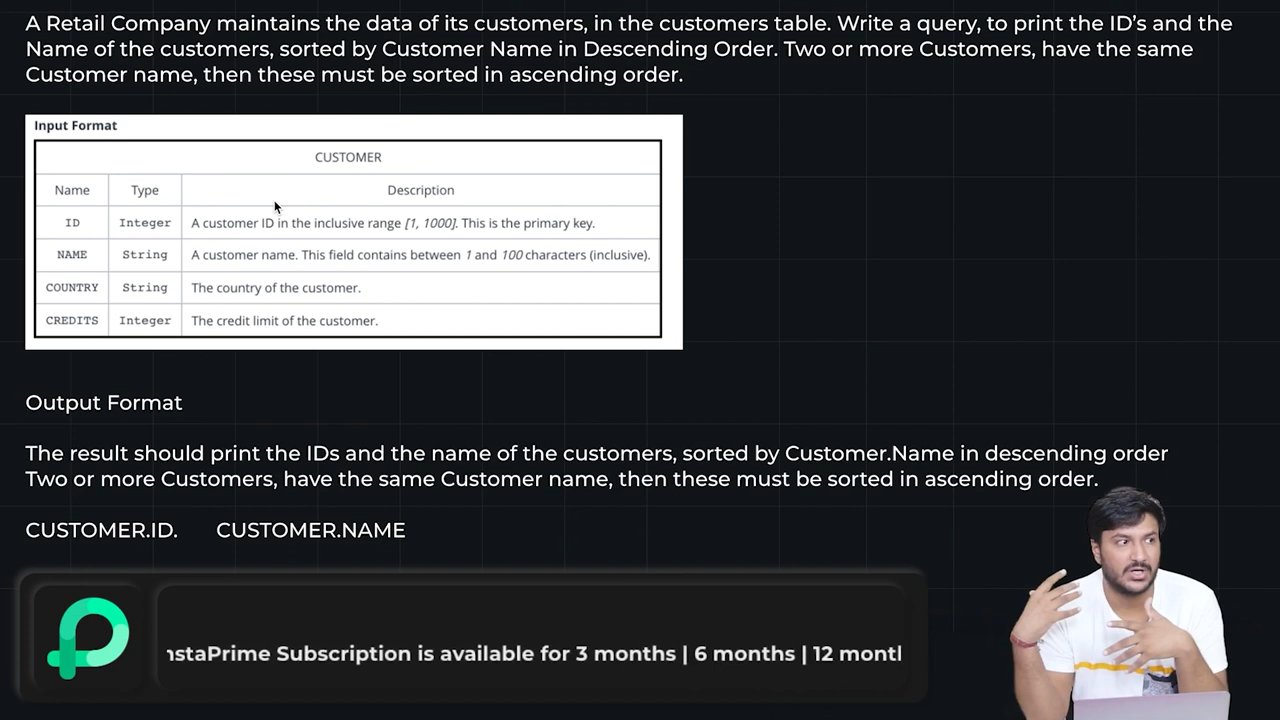 A Retail Company maintains the data of its customers, in the customers table. Write a query, to print the ID’s and the
Name of the customers, sorted by Customer Name in Descending Order. Two or more Customers, have the same
Customer name, then these must be sorted in ascending order.
Input Format
CUSTOMER
Name Type Description
ID Integer A customer ID in the inclusive range [1, 1000]. This is the primary key.
NAME String A customer name. This field contains between 1 and 100 characters (inclusive).
COUNTRY String The country of the customer.
CREDITS Integer The credit limit of the customer.
Output Format
The result should print the IDs and the name of the customers, sorted by Customer.Name in descending order
Two or more Customers, have the same Customer name, then these must be sorted in ascending order.
CUSTOMER.ID. CUSTOMER.NAME
nstaPrime Subscription is available for 3 months | 6 months | 12 montl